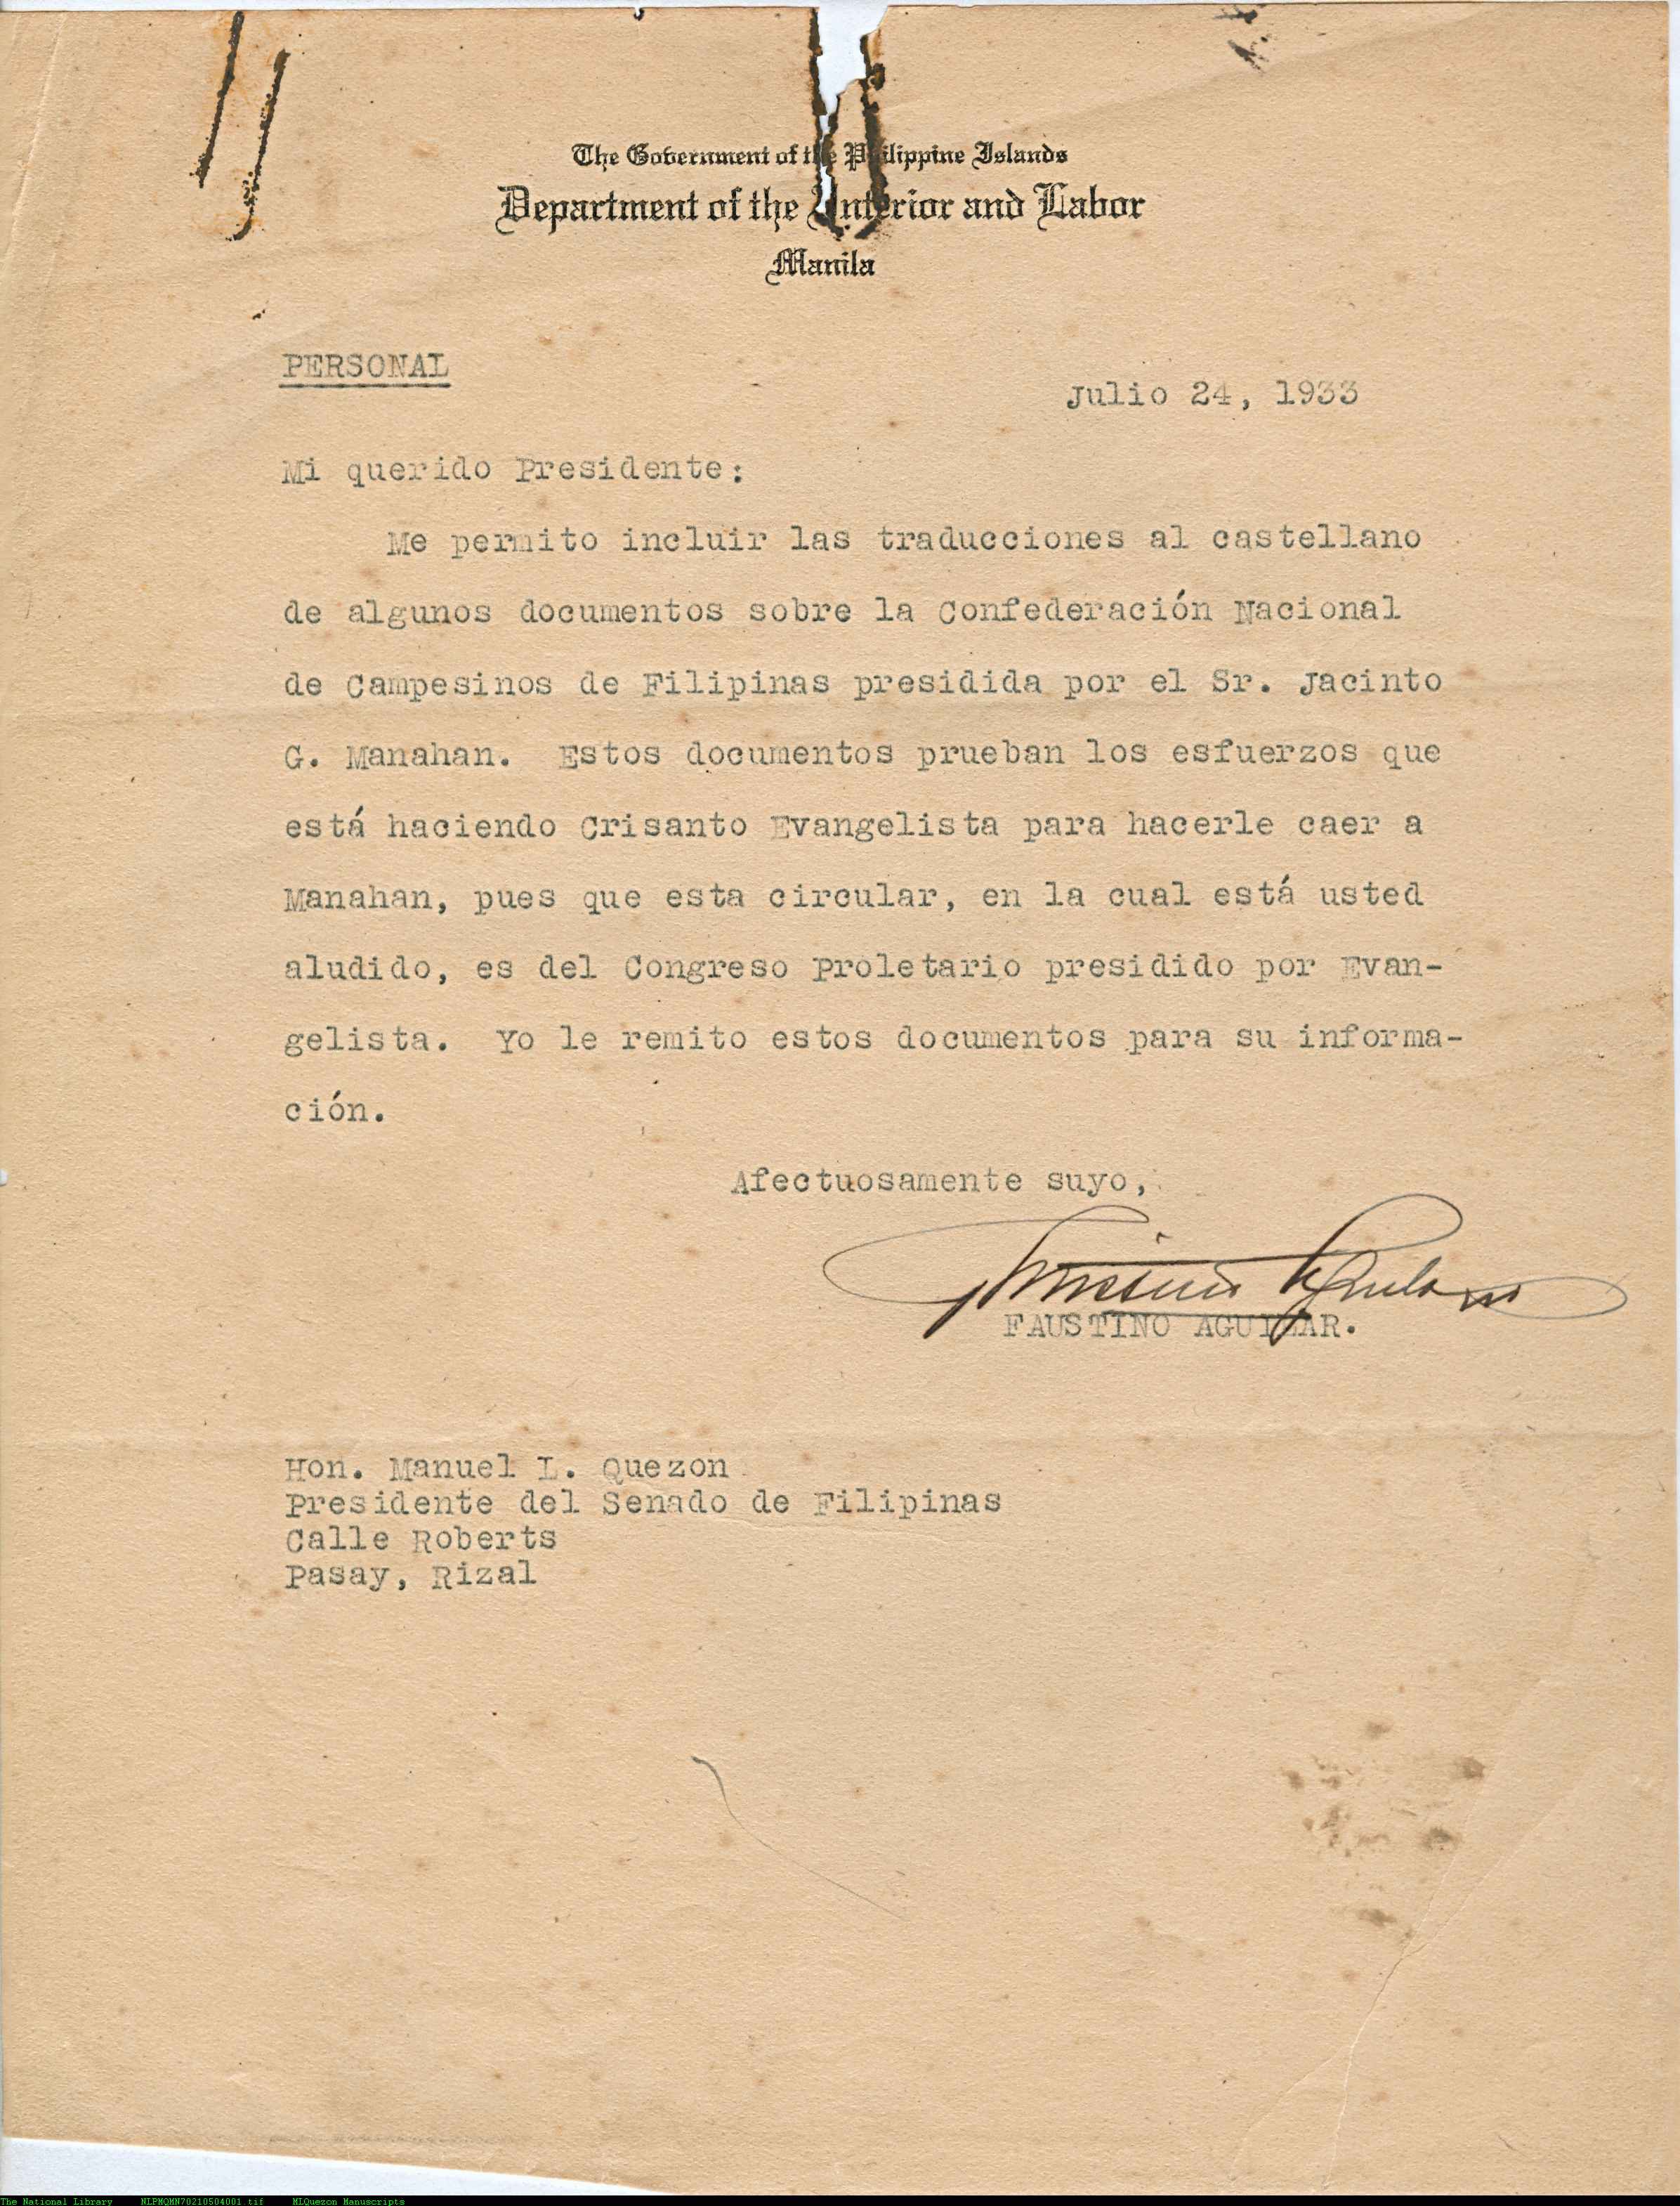 The Government of the Philippine Islands
Department of the Interior and Labor
Manila
PERSONAL
Julio 24, 1933
Mi querido Presidente:
Me permito incluir las traducciones al castellano
de algunos documentos sobre la Confederación Nacional
de Campesinos de Filipinas presidida por el Sr. Jacinto
G. Manahan. Estos documentos prueban los esfuerzos que
está haciendo Crisanto Evangelista para hacerle caer a
Manahan, pues que esta circular, en la cual está usted
aludido, es del Congreso Proletario presidido por Evan-
gelista. Yo le remito estos documentos para su informa-
ción.
Afectuosamente suyo,
Faustino Aguilar
FAUSTINO AGUILAR.
Hon. Manuel L. Quezon
Presidente del Senado de Filipinas
Calle Roberts
Pasay, Rizal
The National Library NLPMQMN70210504001.tif MLQuezon Manuscripts